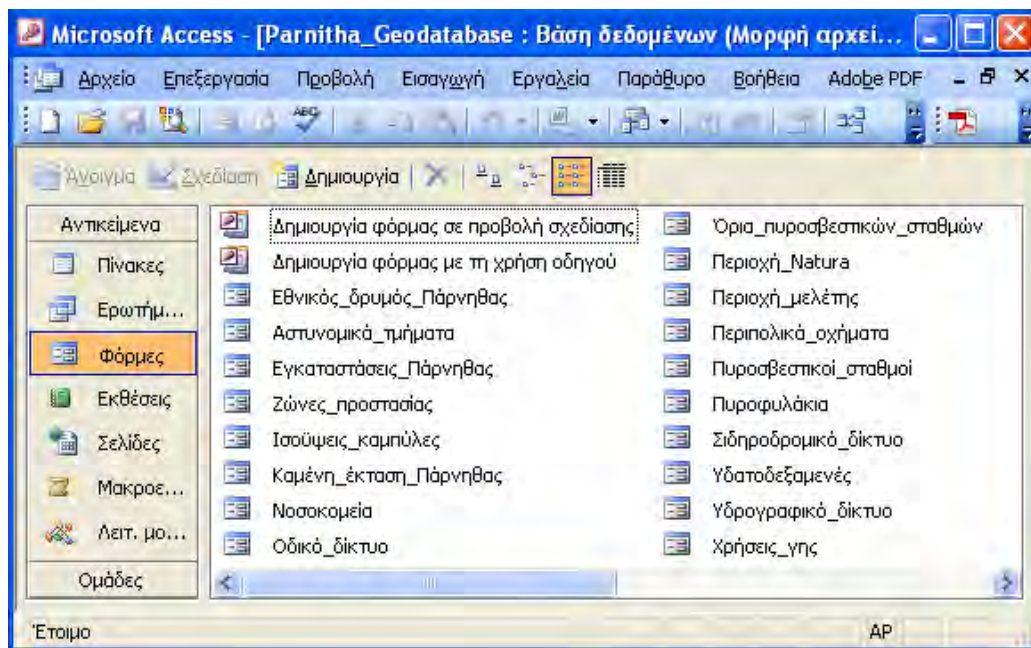 Microsoft Access - [Parnitha_Geodatabase : Βάση δεδομένων (Μορφή αρχεί...
Αρχείο Επεξεργασία Προβολή Εισαγωγή Εργαλεία Παράθυρο Βοήθεια Adobe PDF
Άνοιγμα Σχεδίαση Δημιουργία
Αντικείμενα
Πίνακες
Ερωτήμ...
Φόρμες
Εκθέσεις
Σελίδες
Μακροε...
Λειτ. μο...
Ομάδες
Δημιουργία φόρμας σε προβολή σχεδίασης
Δημιουργία φόρμας με τη χρήση οδηγού
Εθνικός_δρυμός_Πάρνηθας
Αστυνομικά_τμήματα
Εγκαταστάσεις_Πάρνηθας
Ζώνες_προστασίας
Ισοϋψεις_καμπύλες
Καμένη_έκταση_Πάρνηθας
Νοσοκομεία
Οδικό_δίκτυο
Όρια_πυροσβεστικών_σταθμών
Περιοχή_Natura
Περιοχή_μελέτης
Περιπολικά_οχήματα
Πυροσβεστικοί_σταθμοί
Πυροφυλάκια
Σιδηροδρομικό_δίκτυο
Υδατοδεξαμενές
Υδρογραφικό_δίκτυο
Χρήσεις_γης
Έτοιμο
AP